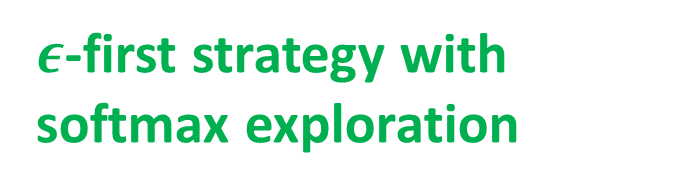 ϵ-first strategy with
softmax exploration